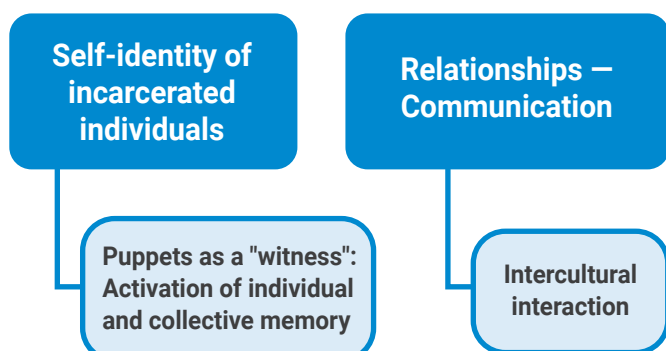 Self-identity of
incarcerated
individuals
Relationships —
Communication
Puppets as a "witness":
Activation of individual
and collective memory
Intercultural
interaction